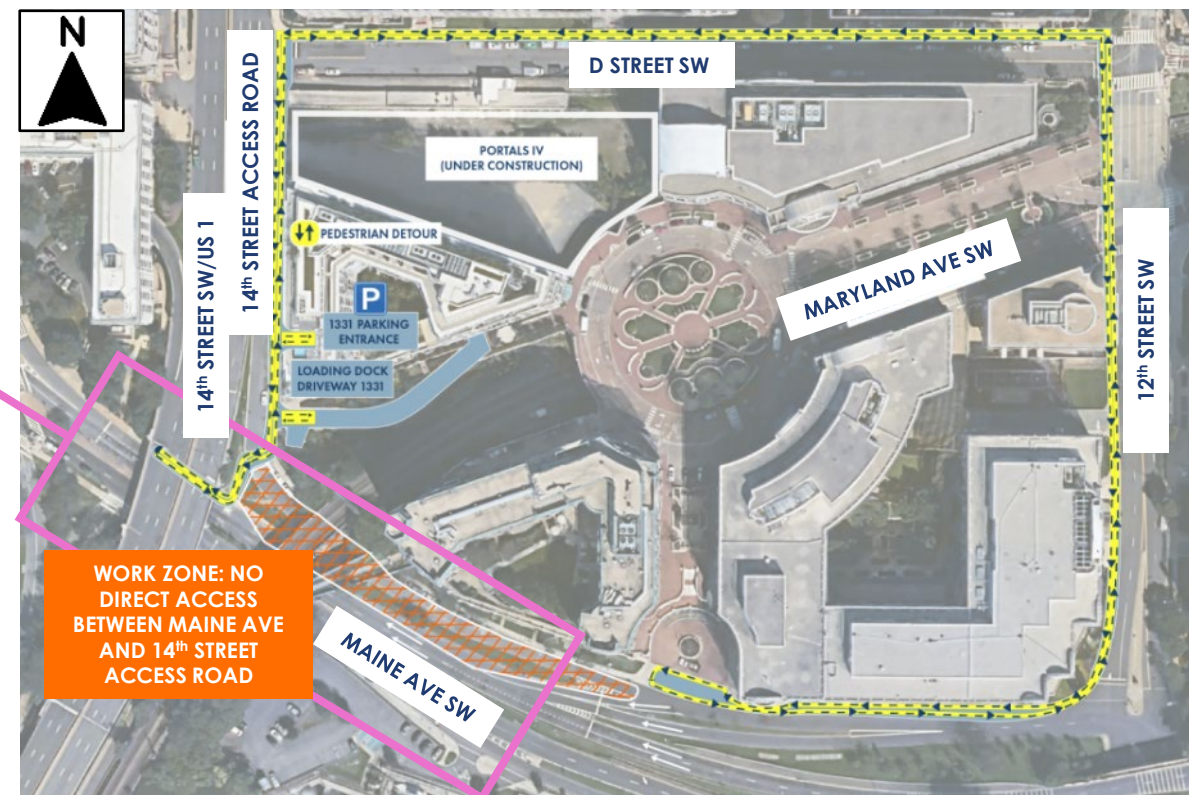 N
D STREET SW
14th STREET ACCESS ROAD
PORTALS IV
(UNDER CONSTRUCTION)
14th STREET SW/US 1
PEDESTRIAN DETOUR
MARYLAND AVE SW
12th STREET SW
P
1331 PARKING
ENTRANCE
LOADING DOCK
DRIVEWAY 1331
WORK ZONE: NO
DIRECT ACCESS
BETWEEN MAINE AVE
AND 14th STREET
ACCESS ROAD
MAINE AVE SW